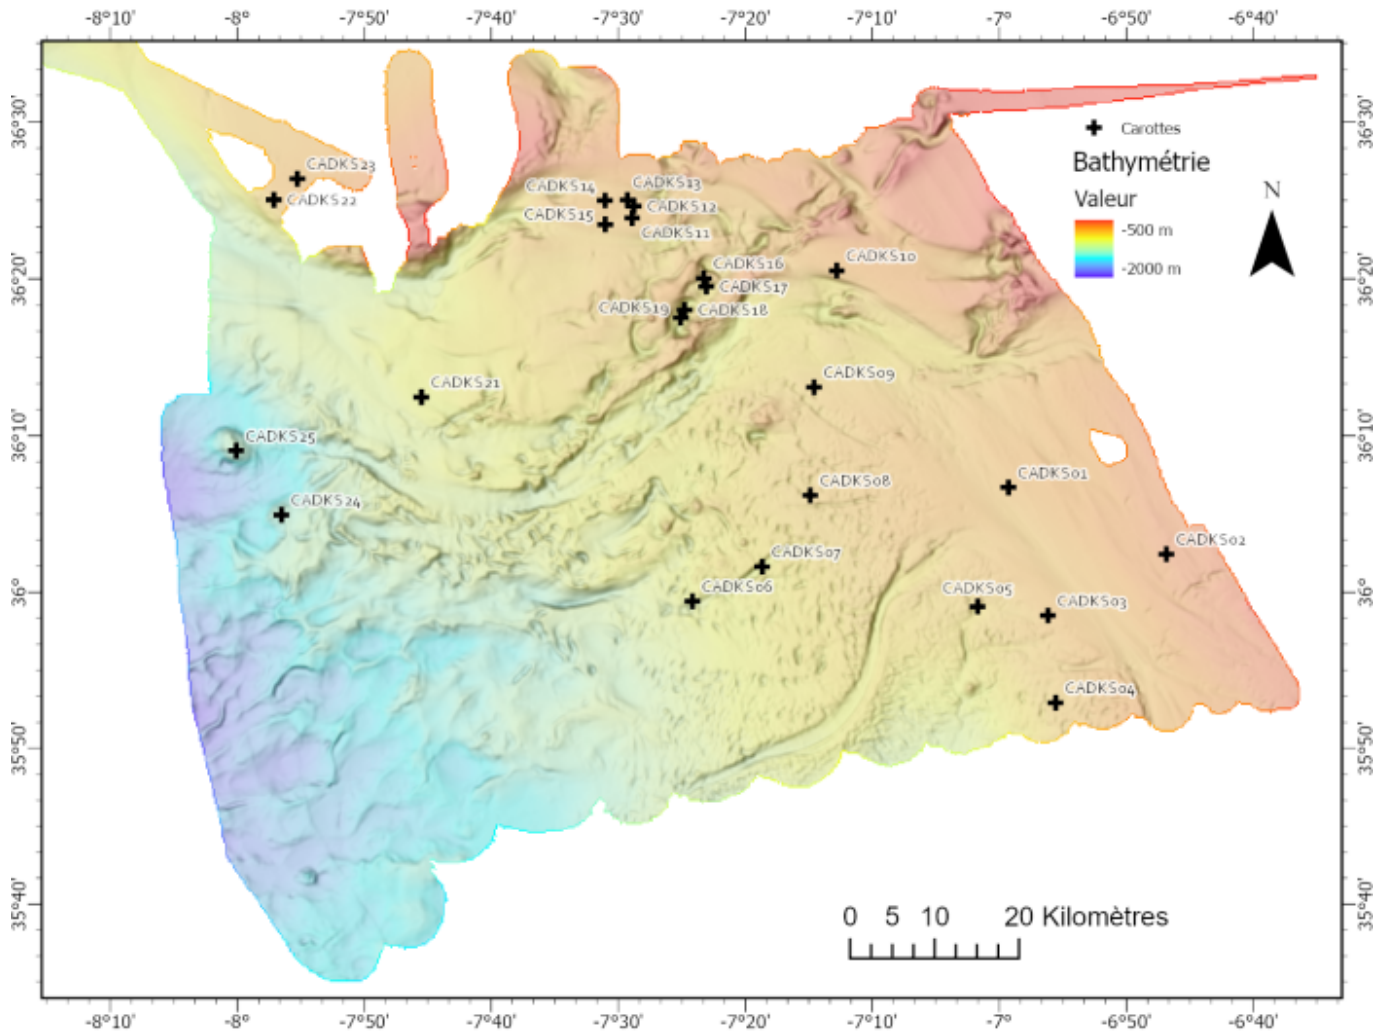 -8°10' -8° -7°50' -7°40' -7°30' -7°20' -7°10' -7° -6°50' -6°40'
36°30' 36°30'
Carottes
Bathymétrie
Valeur
-500 m
-2000 m
N
CADKS23
CADKS22
CADKS14 CADKS13
CADKS12
CADKS15
CADKS11
CADKS16 CADKS10
36°20' 36°20'
CADKS17
CADKS19 CADKS18
CADKS21 CADKS09
36°10' 36°10'
CADKS25
CADKS08 CADKS01
CADKS24
CADKS02
CADKS07
36° 36°
CADKS06 CADKS05 CADKS03
CADKS04
35°50' 35°50'
35°40' 35°40'
0 5 10 20 Kilomètres
-8°10' -8° -7°50' -7°40' -7°30' -7°20' -7°10' -7° -6°50' -6°40'